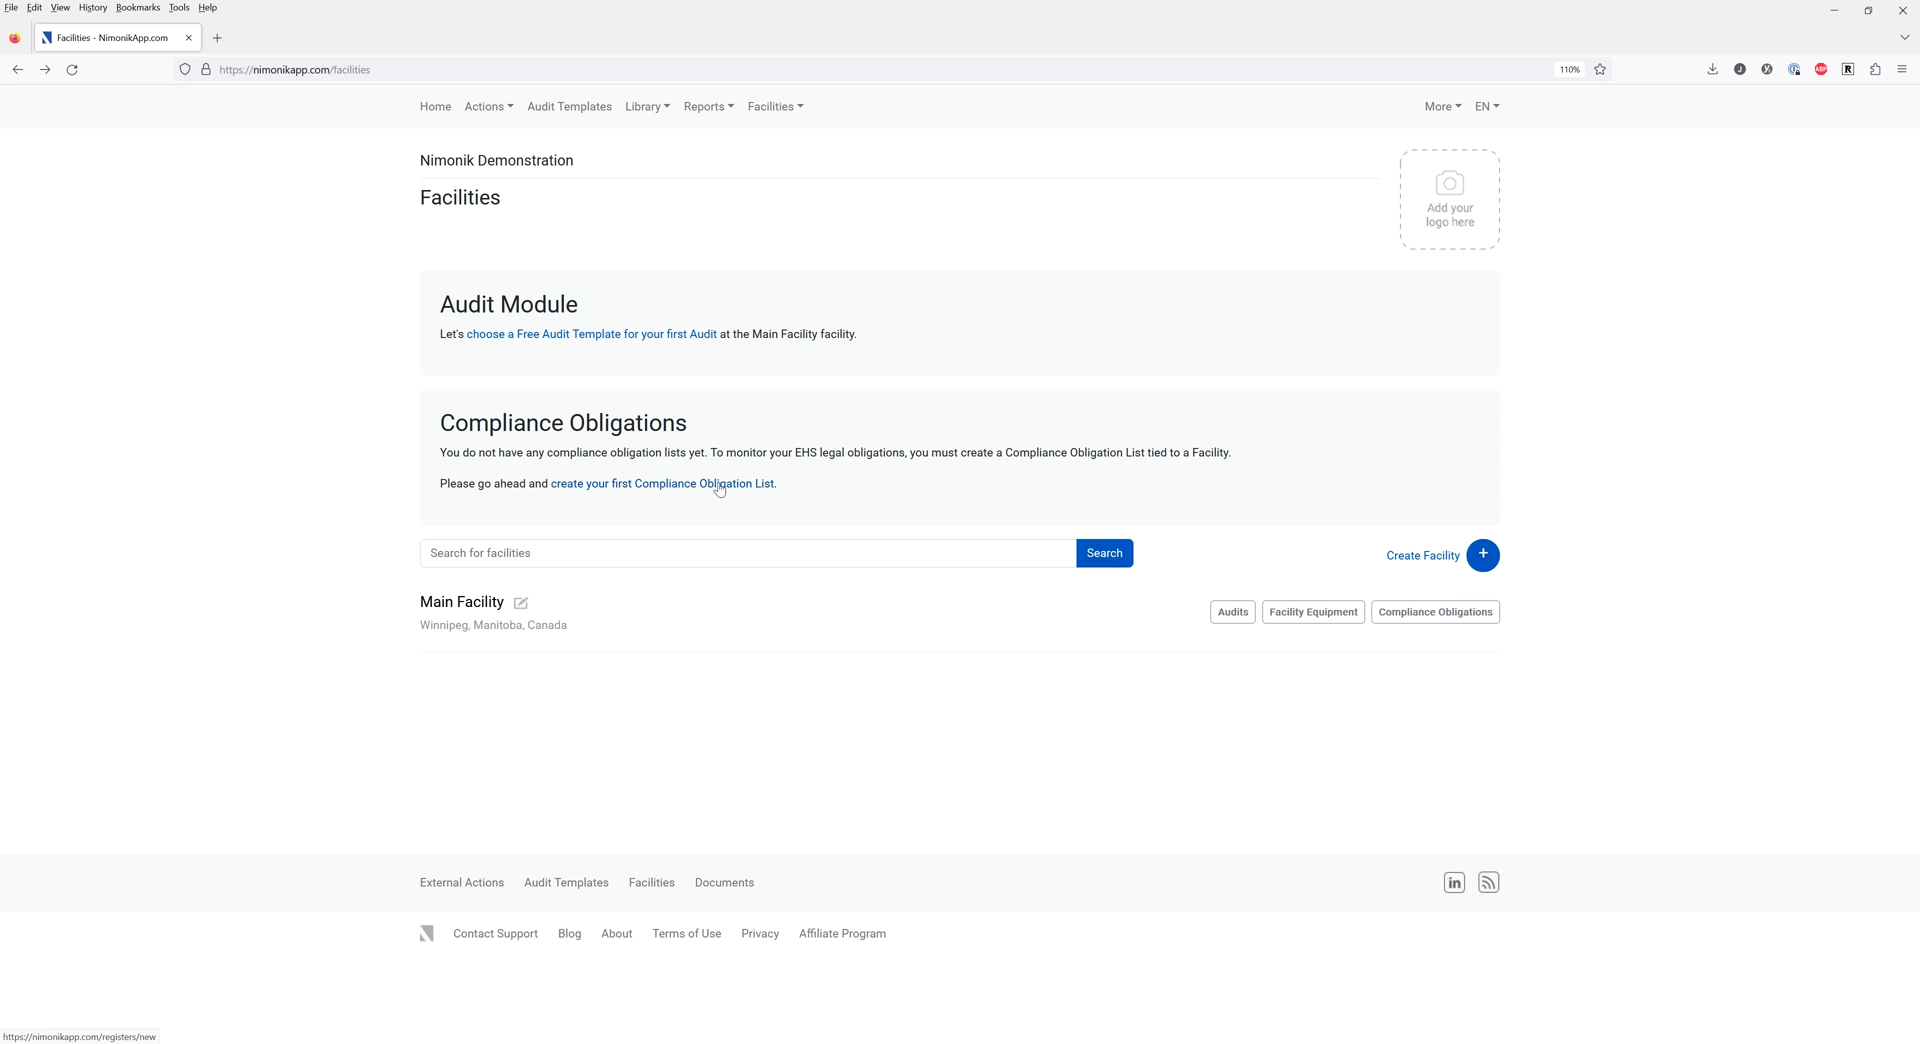 File Edit View History Bookmarks Tools Help
Facilities - NimonikApp.com
https://nimonikapp.com/facilities
110%
Home Actions Audit Templates Library Reports Facilities More EN
Nimonik Demonstration
Facilities
Add your
logo here
Audit Module
Let's choose a Free Audit Template for your first Audit at the Main Facility facility.
Compliance Obligations
You do not have any compliance obligation lists yet. To monitor your EHS legal obligations, you must create a Compliance Obligation List tied to a Facility.
Please go ahead and create your first Compliance Obligation List.
Search for facilities Search Create Facility +
Main Facility
Winnipeg, Manitoba, Canada
Audits Facility Equipment Compliance Obligations
External Actions Audit Templates Facilities Documents
in
Contact Support Blog About Terms of Use Privacy Affiliate Program
https://nimonikapp.com/registers/new